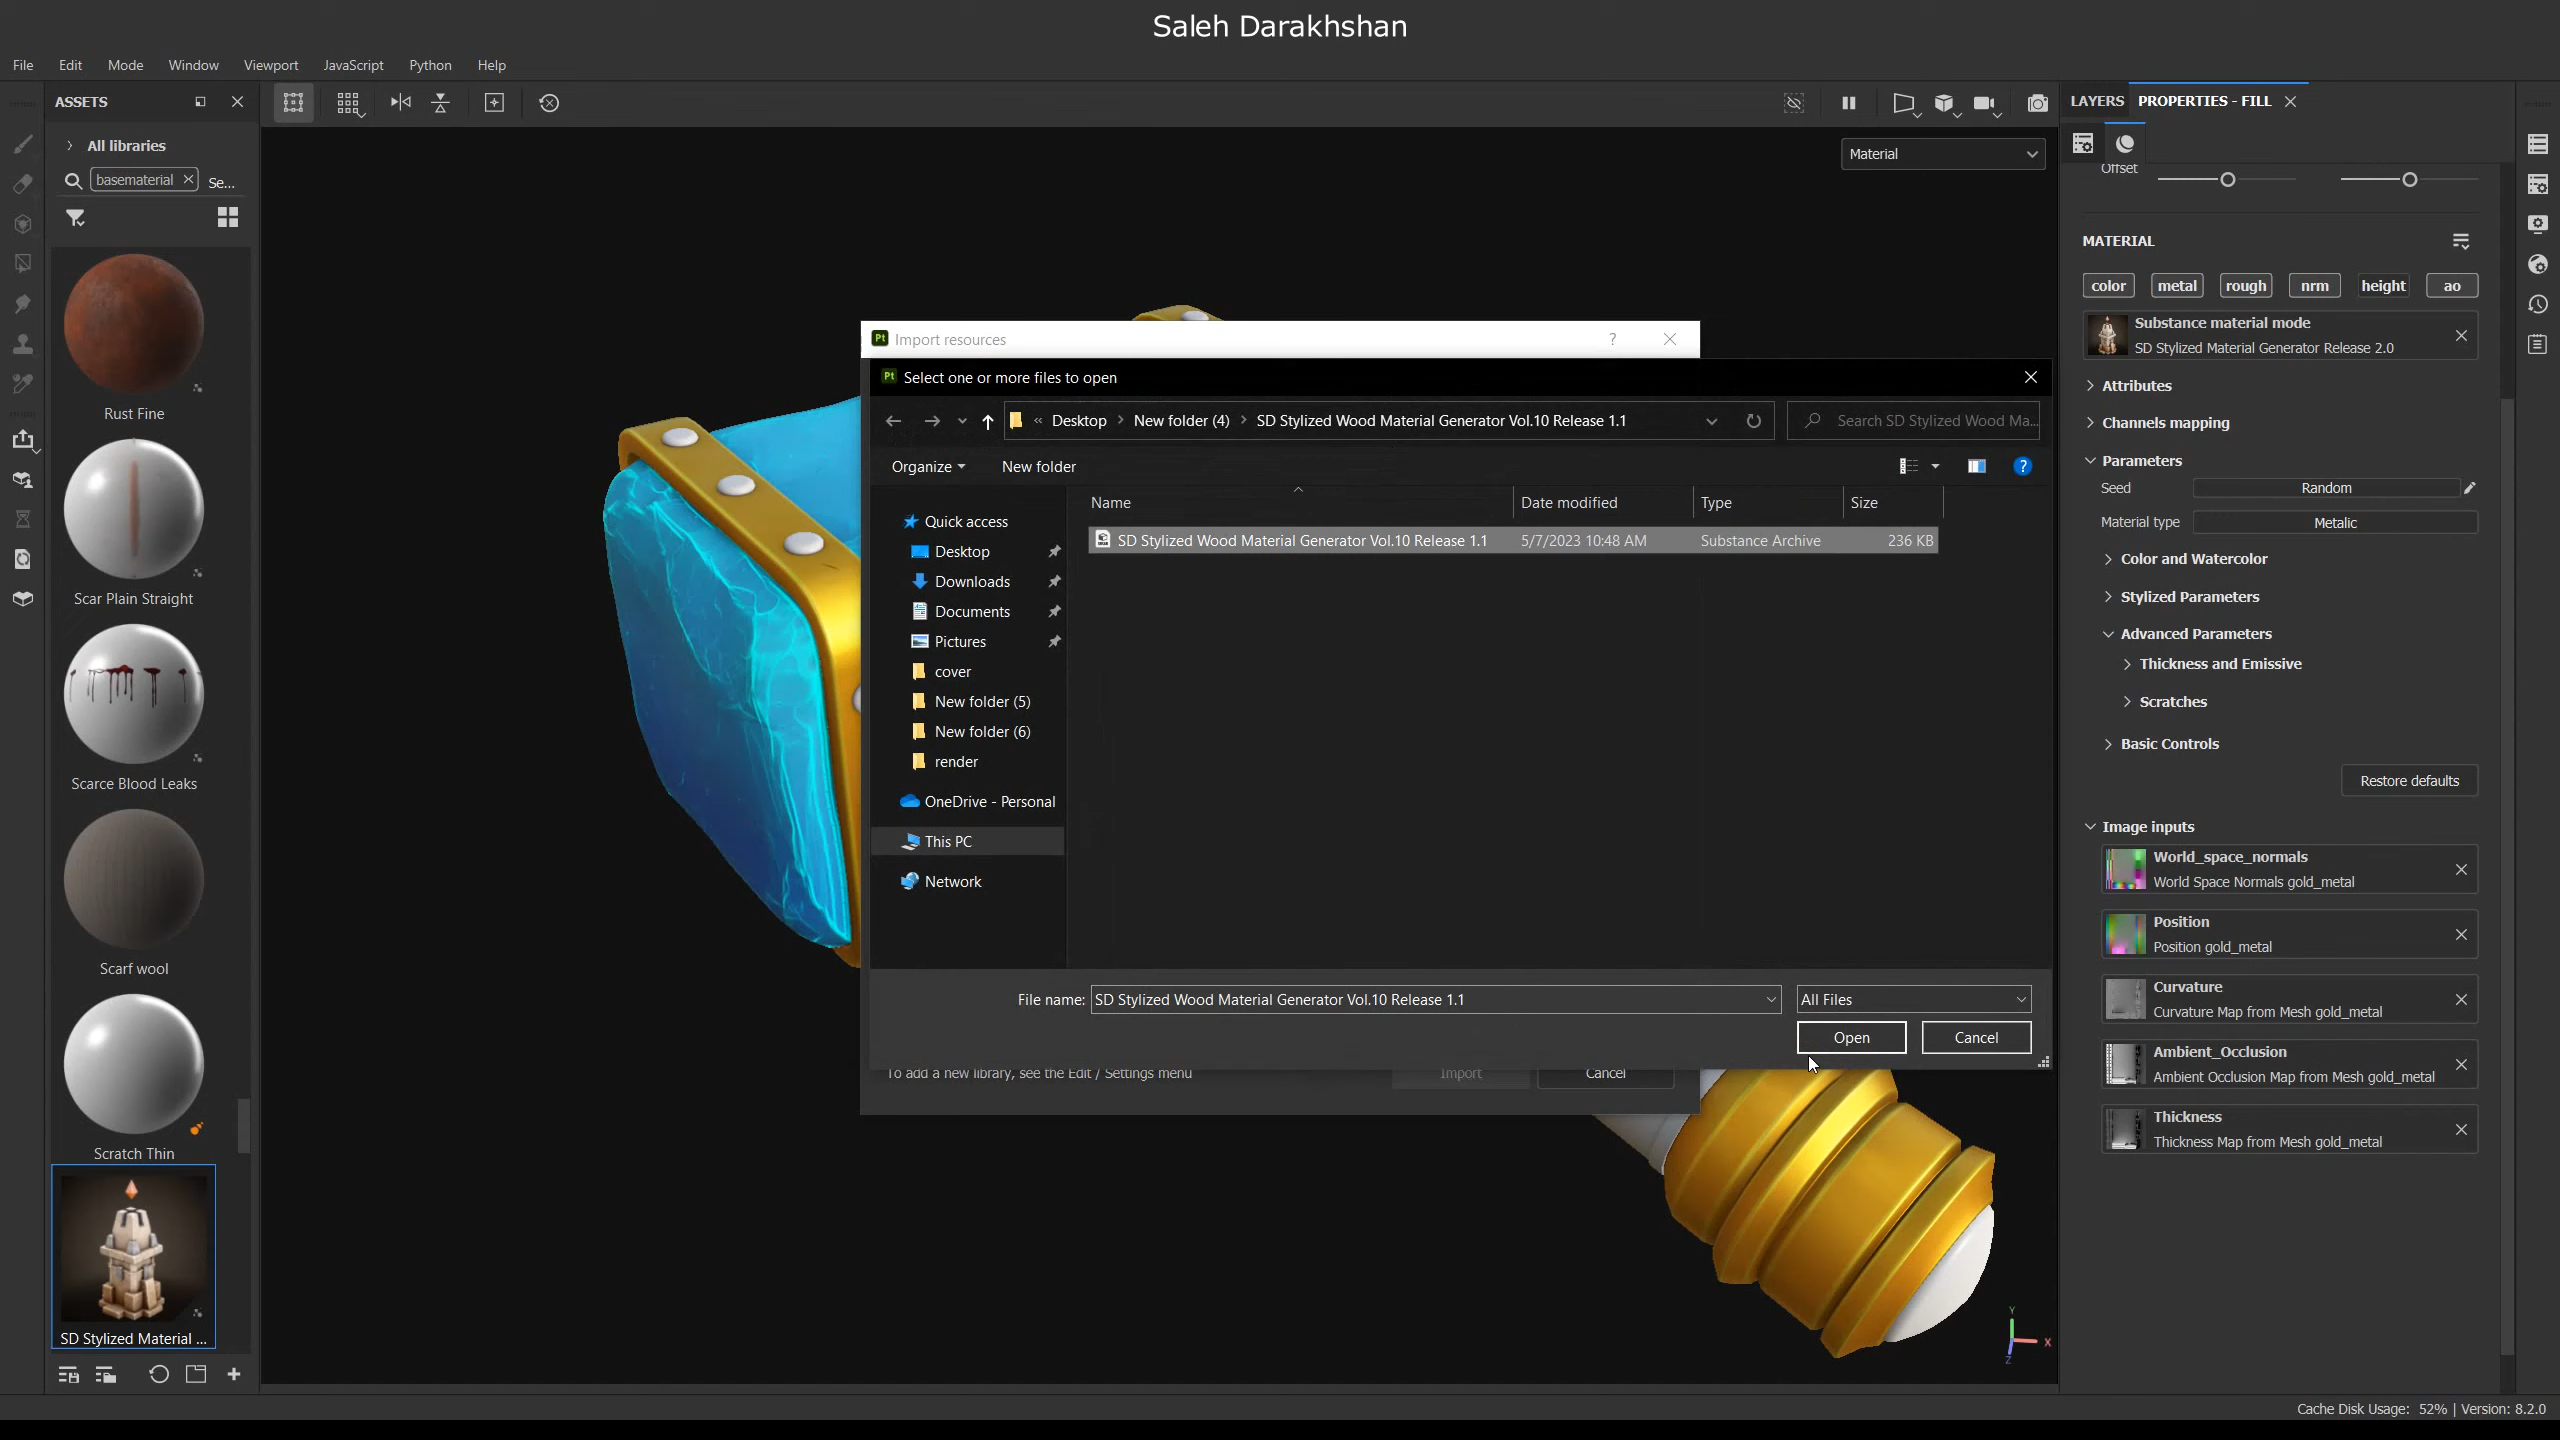 Saleh Darakhshan
File Edit Mode Window Viewport JavaScript Python Help
ASSETS
All libraries
basematerial Se...
Rust Fine
Scar Plain Straight
Scarce Blood Leaks
Scarf wool
Scratch Thin
SD Stylized Material ...
Material
Pt Import resources ?
Pt Select one or more files to open
« Desktop New folder (4) SD Stylized Wood Material Generator Vol.10 Release 1.1
Search SD Stylized Wood Ma...
Organize New folder ?
Name Date modified Type Size
SD Stylized Wood Material Generator Vol.10 Release 1.1 5/7/2023 10:48 AM Substance Archive 236 KB
Quick access
Desktop
Downloads
Documents
Pictures
cover
New folder (5)
New folder (6)
render
OneDrive - Personal
This PC
Network
File name: SD Stylized Wood Material Generator Vol.10 Release 1.1 All Files
Open Cancel
To add a new library, see the Edit / Settings menu Import Cancel
Y
X
Z
LAYERS PROPERTIES - FILL
Offset
MATERIAL
color metal rough nrm height ao
Substance material mode
SD Stylized Material Generator Release 2.0
Attributes
Channels mapping
Parameters
Seed Random
Material type Metalic
Color and Watercolor
Stylized Parameters
Advanced Parameters
Thickness and Emissive
Scratches
Basic Controls
Restore defaults
Image inputs
World_space_normals
World Space Normals gold_metal
Position
Position gold_metal
Curvature
Curvature Map from Mesh gold_metal
Ambient_Occlusion
Ambient Occlusion Map from Mesh gold_metal
Thickness
Thickness Map from Mesh gold_metal
Cache Disk Usage: 52% | Version: 8.2.0